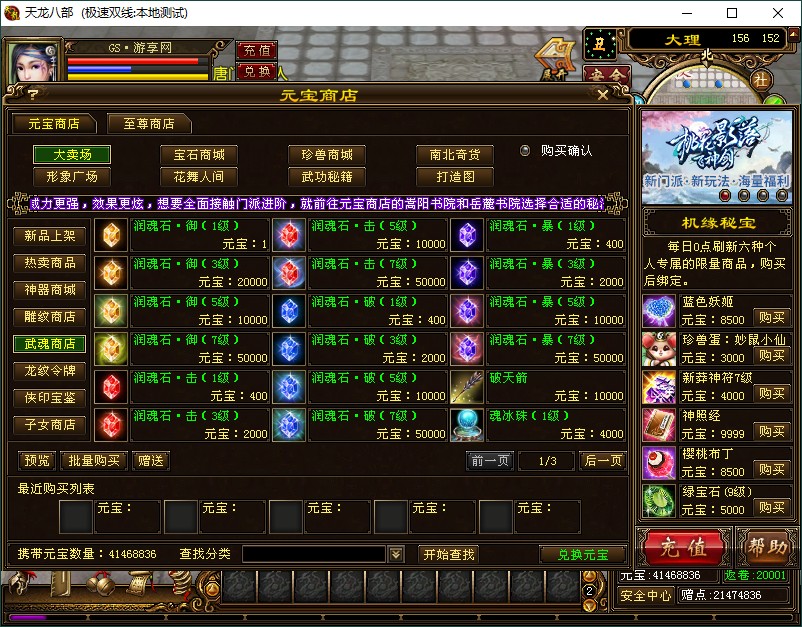 天龙八部 (极速双线:本地测试)
GS·游享网
充值
兑换
唐门
人
展开
丑
安全
大理 156 152
北
社
? 元宝商店
元宝商店 至尊商店
大卖场 宝石商城 珍兽商城 南北奇货 购买确认
形象广场 花舞人间 武功秘籍 打造图
威力更强，效果更炫，想要全面接触门派进阶，就前往元宝商店的嵩阳书院和岳麓书院选择合适的秘
新品上架
热卖商品
神器商城
雕纹商店
武魂商店
龙纹令牌
侠印宝鉴
子女商店
润魂石·御(1级) 元宝:1
润魂石·击(5级) 元宝:10000
润魂石·暴(1级) 元宝:400
润魂石·御(3级) 元宝:20000
润魂石·击(7级) 元宝:50000
润魂石·暴(3级) 元宝:2000
润魂石·御(5级) 元宝:10000
润魂石·破(1级) 元宝:400
润魂石·暴(5级) 元宝:10000
润魂石·御(7级) 元宝:50000
润魂石·破(3级) 元宝:2000
润魂石·暴(7级) 元宝:50000
润魂石·击(1级) 元宝:400
润魂石·破(5级) 元宝:10000
破天箭 元宝:10000
润魂石·击(3级) 元宝:2000
润魂石·破(7级) 元宝:50000
魂冰珠(1级) 元宝:4000
预览 批量购买 赠送 前一页 1/3 后一页
最近购买列表
元宝: 元宝: 元宝: 元宝: 元宝:
携带元宝数量:41468836 查找分类 开始查找 兑换元宝
新门派·新玩法·海量福利
机缘秘宝
每日0点刷新六种个
人专属的限量商品，购买
后绑定。
蓝色妖姬
元宝:8500 购买
珍兽蛋:妙鼠小仙
元宝:3000 购买
新莽神符7级
元宝:4000 购买
神照经
元宝:9999 购买
樱桃布丁
元宝:8500 购买
绿宝石(9级)
元宝:5000 购买
充值 帮助
元宝:41468836 返卷:20001
安全中心 赠点:21474836
2